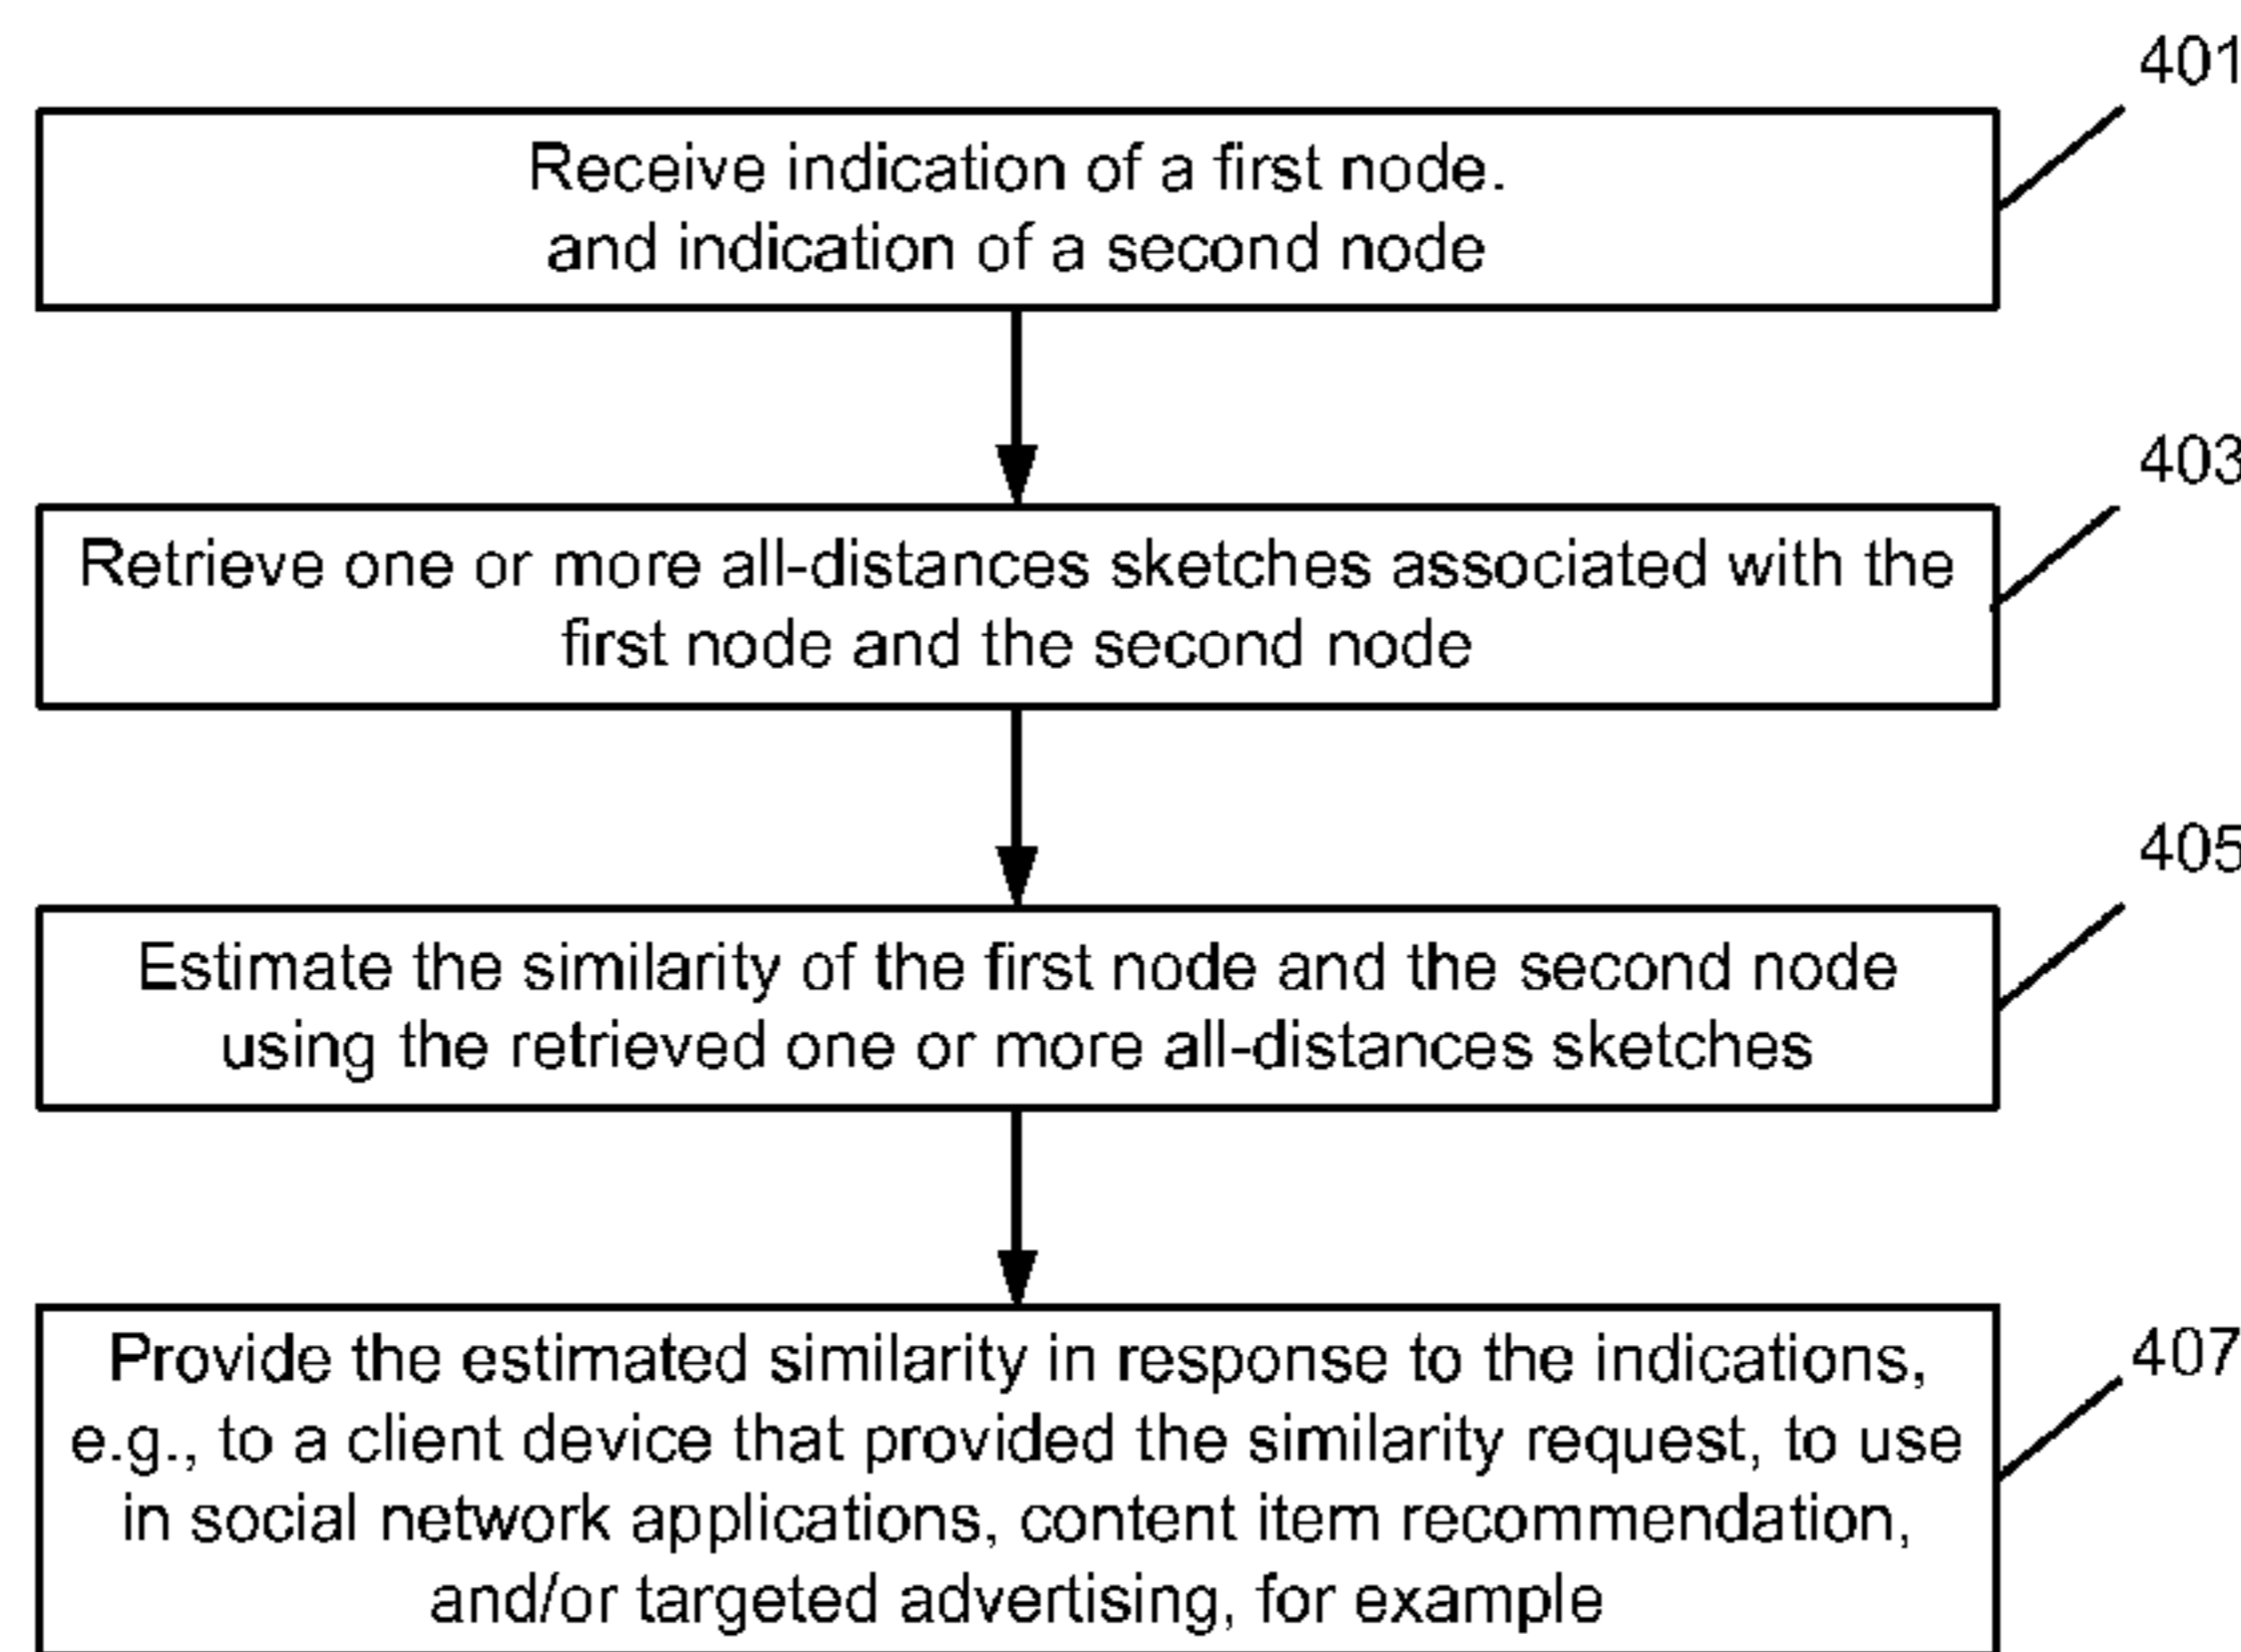 401
Receive indication of a first node.
and indication of a second node
403
Retrieve one or more all-distances sketches associated with the
first node and the second node
405
Estimate the similarity of the first node and the second node
using the retrieved one or more all-distances sketches
407
Provide the estimated similarity in response to the indications,
e.g., to a client device that provided the similarity request, to use
in social network applications, content item recommendation,
and/or targeted advertising, for example